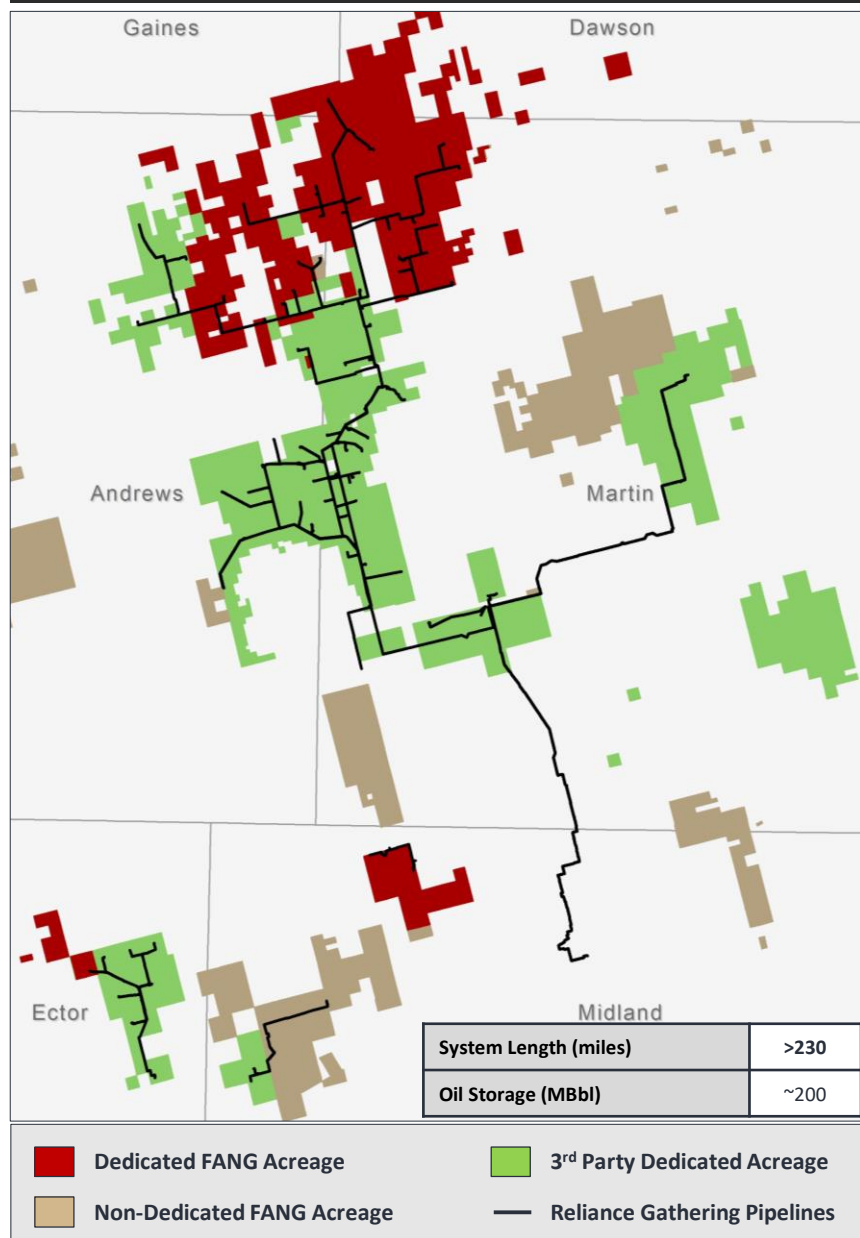 Gaines
Dawson
Andrews
Martin
Ector
Midland
System Length (miles) >230
Oil Storage (MBbl) ~200
Dedicated FANG Acreage
3rd Party Dedicated Acreage
Non-Dedicated FANG Acreage
Reliance Gathering Pipelines